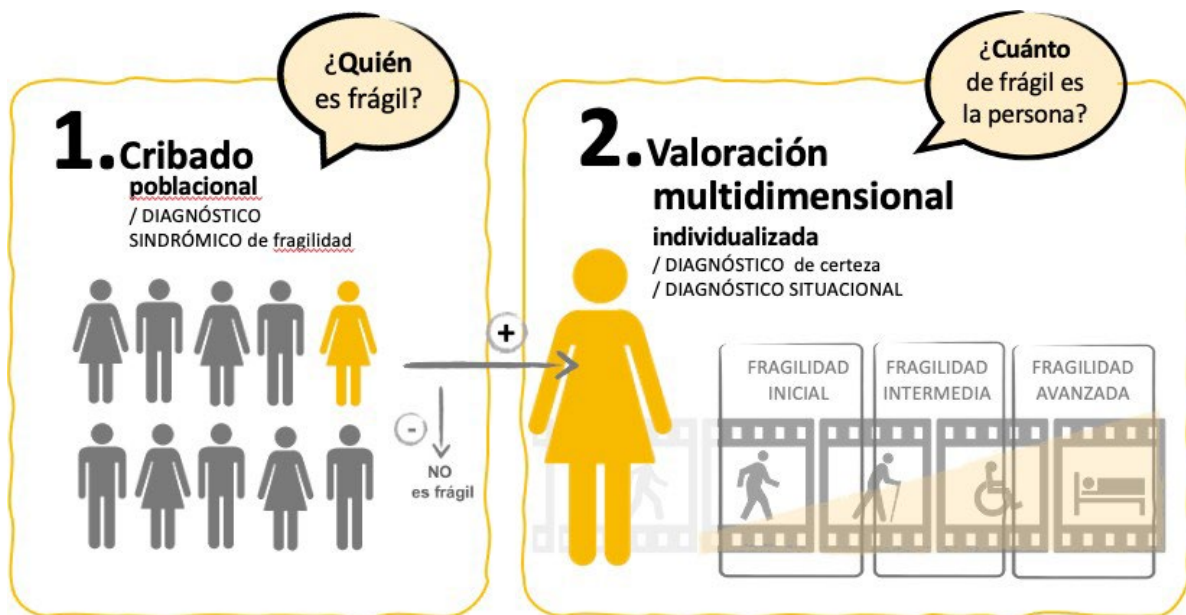 ¿Quién
es frágil?
1. Cribado
poblacional
/ DIAGNÓSTICO
SINDRÓMICO de fragilidad
+
-
NO
es frágil
¿Cuánto
de frágil es
la persona?
2. Valoración
multidimensional
individualizada
/ DIAGNÓSTICO de certeza
/ DIAGNÓSTICO SITUACIONAL
FRAGILIDAD
INICIAL
FRAGILIDAD
INTERMEDIA
FRAGILIDAD
AVANZADA